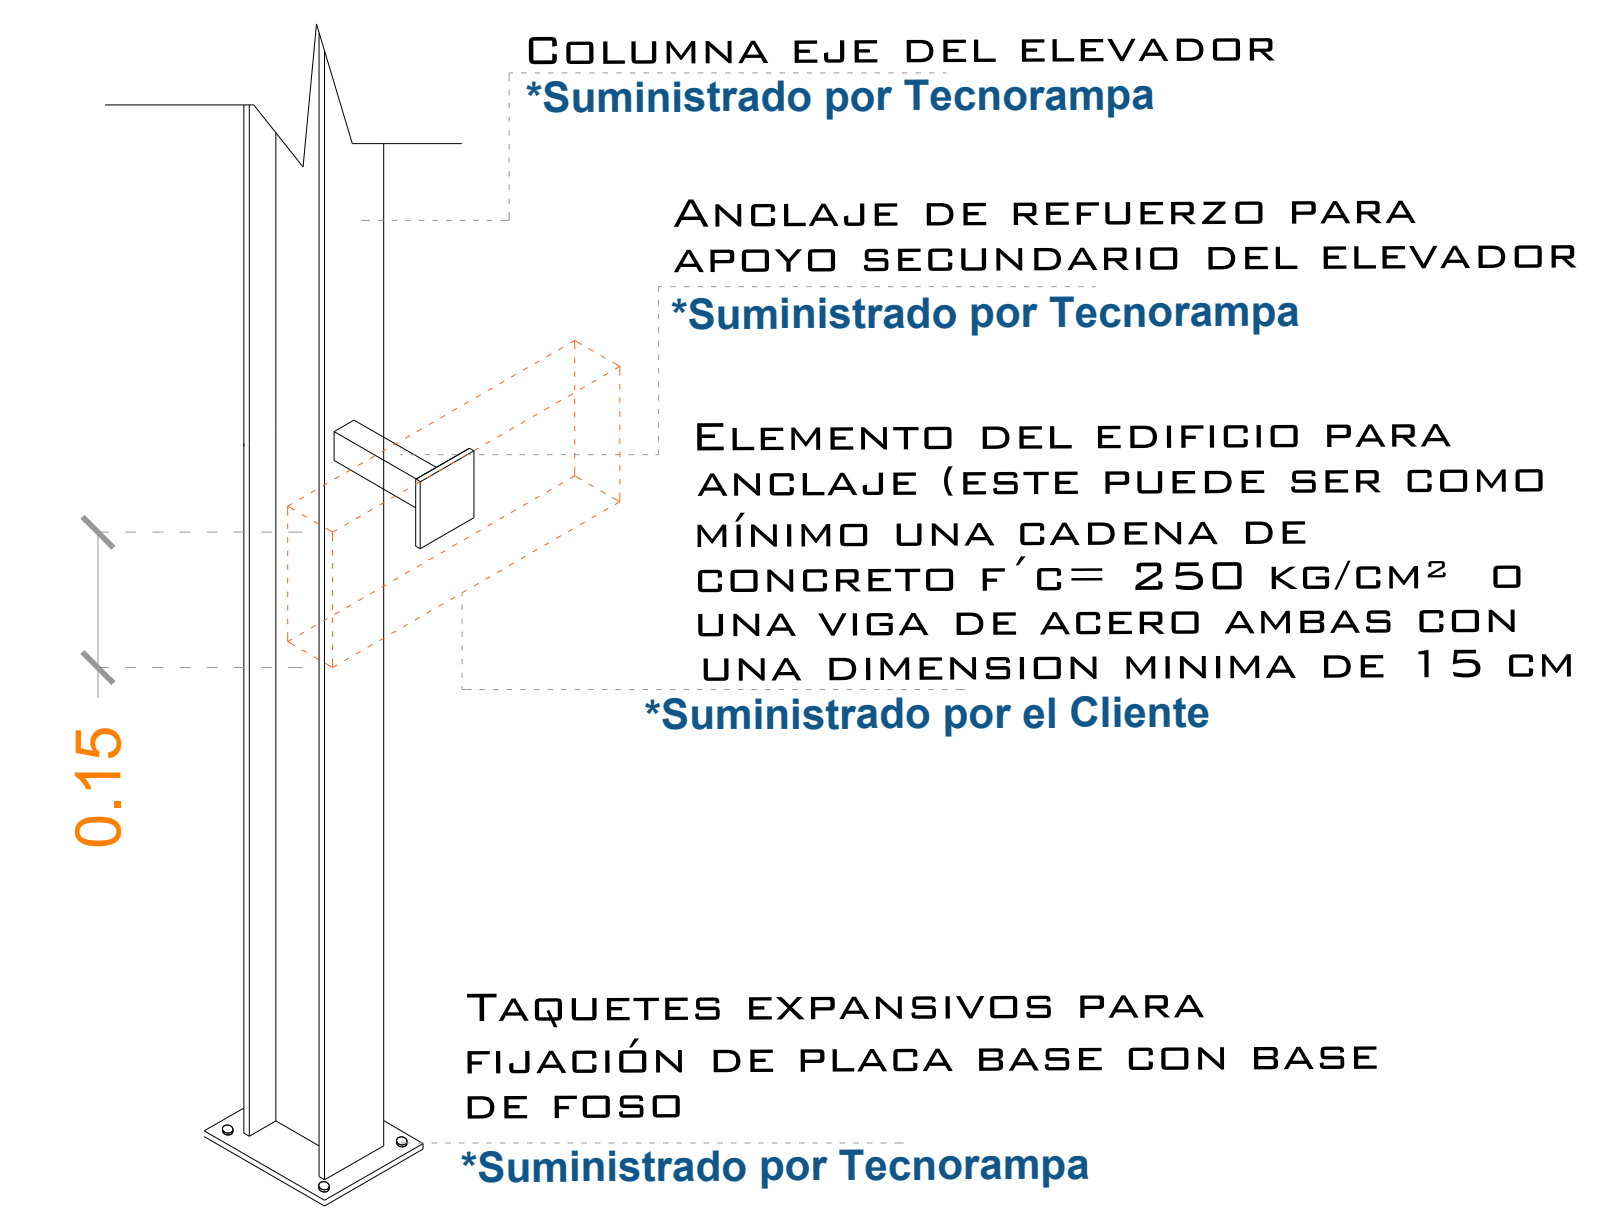 COLUMNA EJE DEL ELEVADOR
*Suministrado por Tecnorampa
ANCLAJE DE REFUERZO PARA
APOYO SECUNDARIO DEL ELEVADOR
*Suministrado por Tecnorampa
ELEMENTO DEL EDIFICIO PARA
ANCLAJE (ESTE PUEDE SER COMO
MÍNIMO UNA CADENA DE
CONCRETO F´C= 250 KG/CM² O
UNA VIGA DE ACERO AMBAS CON
UNA DIMENSION MINIMA DE 15 CM
*Suministrado por el Cliente
0.15
TAQUETES EXPANSIVOS PARA
FIJACIÓN DE PLACA BASE CON BASE
DE FOSO
*Suministrado por Tecnorampa